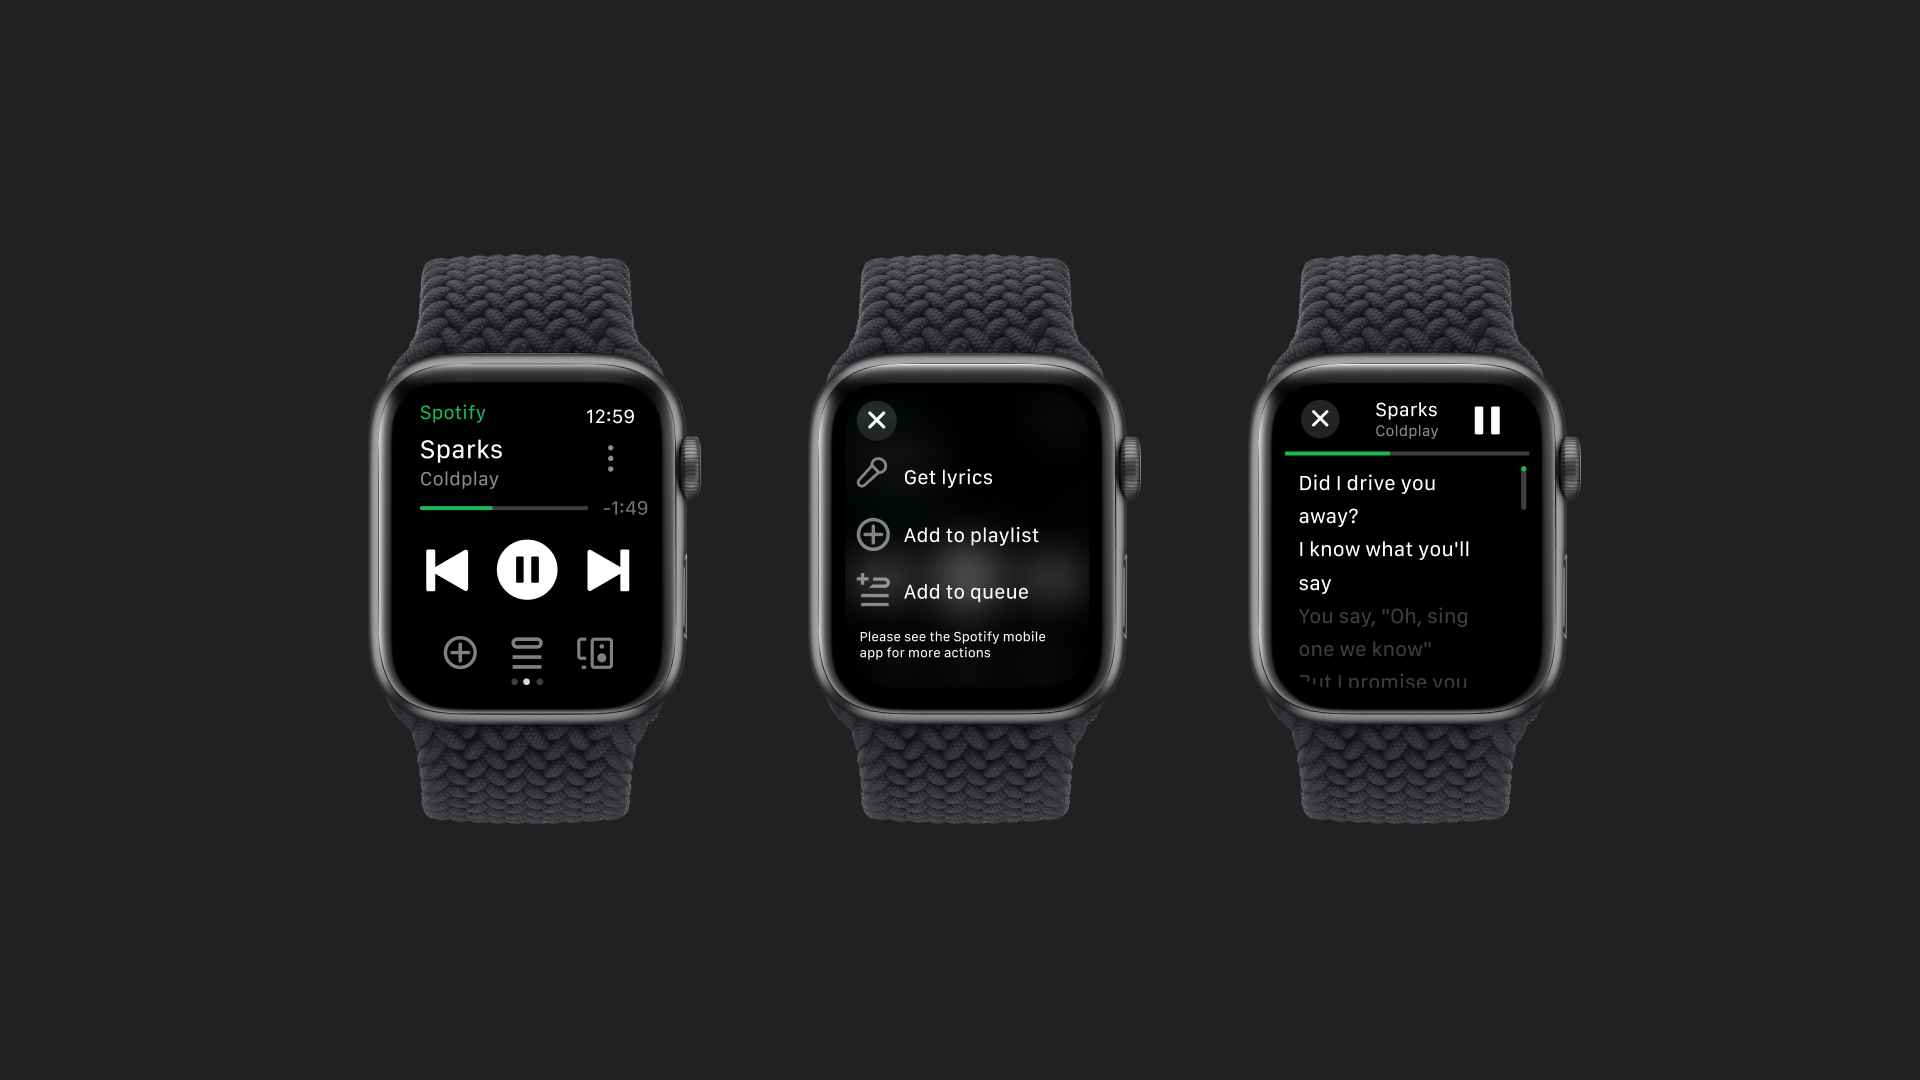 Spotify
12:59
Sparks
Coldplay
-1:49
Get lyrics
Add to playlist
Add to queue
Please see the Spotify mobile
app for more actions
Sparks
Coldplay
Did I drive you
away?
I know what you'll
say
You say, "Oh, sing
one we know"
But I promise you